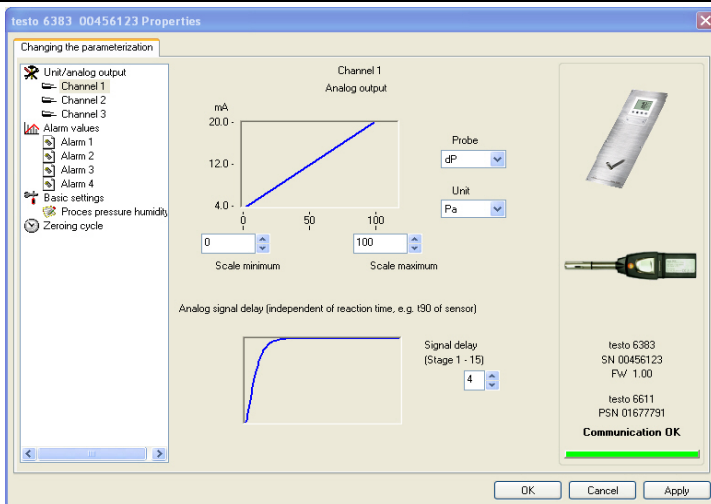 testo 6383 00456123 Properties
Changing the parameterization
Unit/analog output
Channel 1
Channel 2
Channel 3
Alarm values
Alarm 1
Alarm 2
Alarm 3
Alarm 4
Basic settings
Proces pressure humidity
Zeroing cycle
Channel 1
Analog output
mA
20.0 -
12.0 -
4.0 -
0 50 100
0 100
Scale minimum Scale maximum
Probe
dP
Unit
Pa
Analog signal delay (independent of reaction time, e.g. t90 of sensor)
Signal delay
(Stage 1 - 15)
4
testo 6383
SN 00456123
FW 1.00
testo 6611
PSN 01677791
Communication OK
OK Cancel Apply